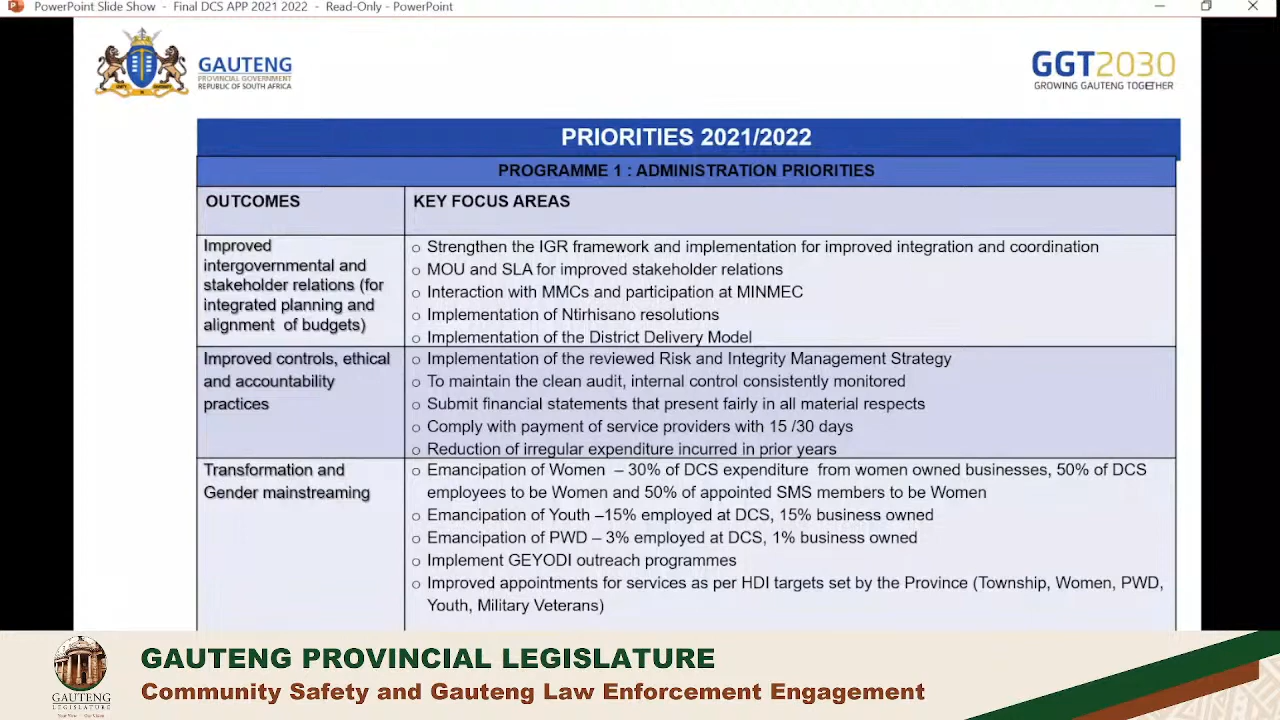 PowerPoint Slide Show - Final DCS APP 2021 2022 - Read-Only - PowerPoint
GAUTENG
PROVINCIAL GOVERNMENT
REPUBLIC OF SOUTH AFRICA
GGT2030
GROWING GAUTENG TOGETHER
PRIORITIES 2021/2022
PROGRAMME 1 : ADMINISTRATION PRIORITIES
OUTCOMES
KEY FOCUS AREAS
Improved
intergovernmental and
stakeholder relations (for
integrated planning and
alignment of budgets)
o Strengthen the IGR framework and implementation for improved integration and coordination
o MOU and SLA for improved stakeholder relations
o Interaction with MMCs and participation at MINMEC
o Implementation of Ntirhisano resolutions
o Implementation of the District Delivery Model
Improved controls, ethical
and accountability
practices
o Implementation of the reviewed Risk and Integrity Management Strategy
o To maintain the clean audit, internal control consistently monitored
o Submit financial statements that present fairly in all material respects
o Comply with payment of service providers with 15 /30 days
o Reduction of irregular expenditure incurred in prior years
Transformation and
Gender mainstreaming
o Emancipation of Women – 30% of DCS expenditure from women owned businesses, 50% of DCS
employees to be Women and 50% of appointed SMS members to be Women
o Emancipation of Youth –15% employed at DCS, 15% business owned
o Emancipation of PWD – 3% employed at DCS, 1% business owned
o Implement GEYODI outreach programmes
o Improved appointments for services as per HDI targets set by the Province (Township, Women, PWD,
Youth, Military Veterans)
GAUTENG PROVINCIAL LEGISLATURE
Community Safety and Gauteng Law Enforcement Engagement
GAUTENG
LEGISLATURE